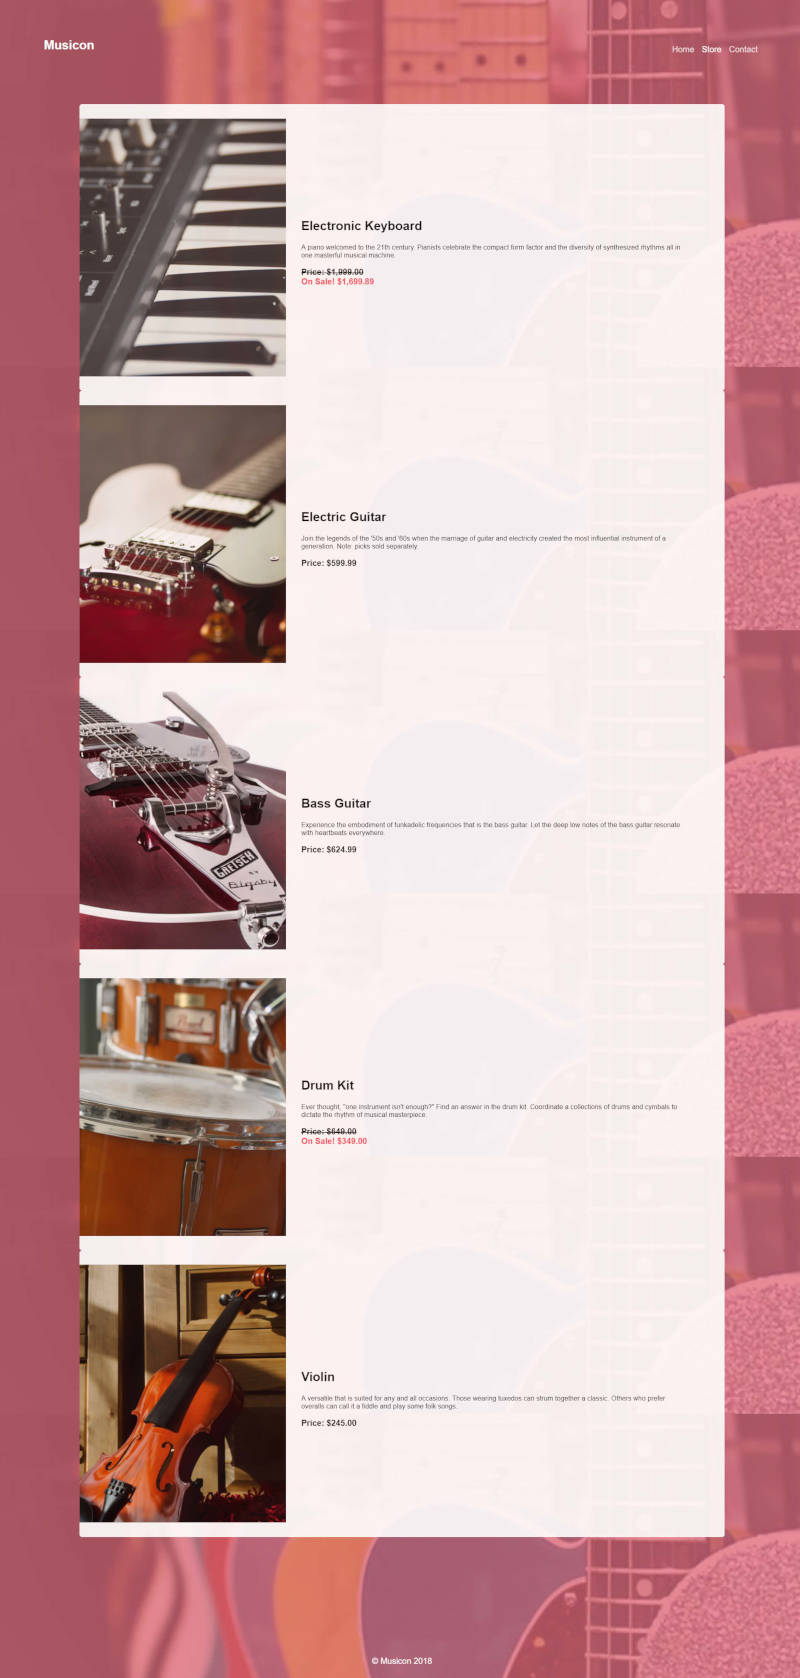 Musicon
Home Store Contact
Electronic Keyboard
A piano welcomed to the 21th century. Pianists celebrate the compact form factor and the diversity of synthesized rhythms all in
one masterful musical machine.
Price: $1,999.00
On Sale! $1,699.89
Electric Guitar
Join the legends of the '50s and '60s when the marriage of guitar and electricity created the most influential instrument of a
generation. Note: picks sold separately.
Price: $599.99
GRETSCH
BY
Bigsby
Bass Guitar
Experience the embodiment of funkadelic frequencies that is the bass guitar. Let the deep low notes of the bass guitar resonate
with heartbeats everywhere.
Price: $624.99
Pearl
Drum Kit
Ever thought, "one instrument isn't enough?" Find an answer in the drum kit. Coordinate a collections of drums and cymbals to
dictate the rhythm of musical masterpiece.
Price: $649.00
On Sale! $349.00
Violin
A versatile that is suited for any and all occasions. Those wearing tuxedos can strum together a classic. Others who prefer
overalls can call it a fiddle and play some folk songs.
Price: $245.00
© Musicon 2018